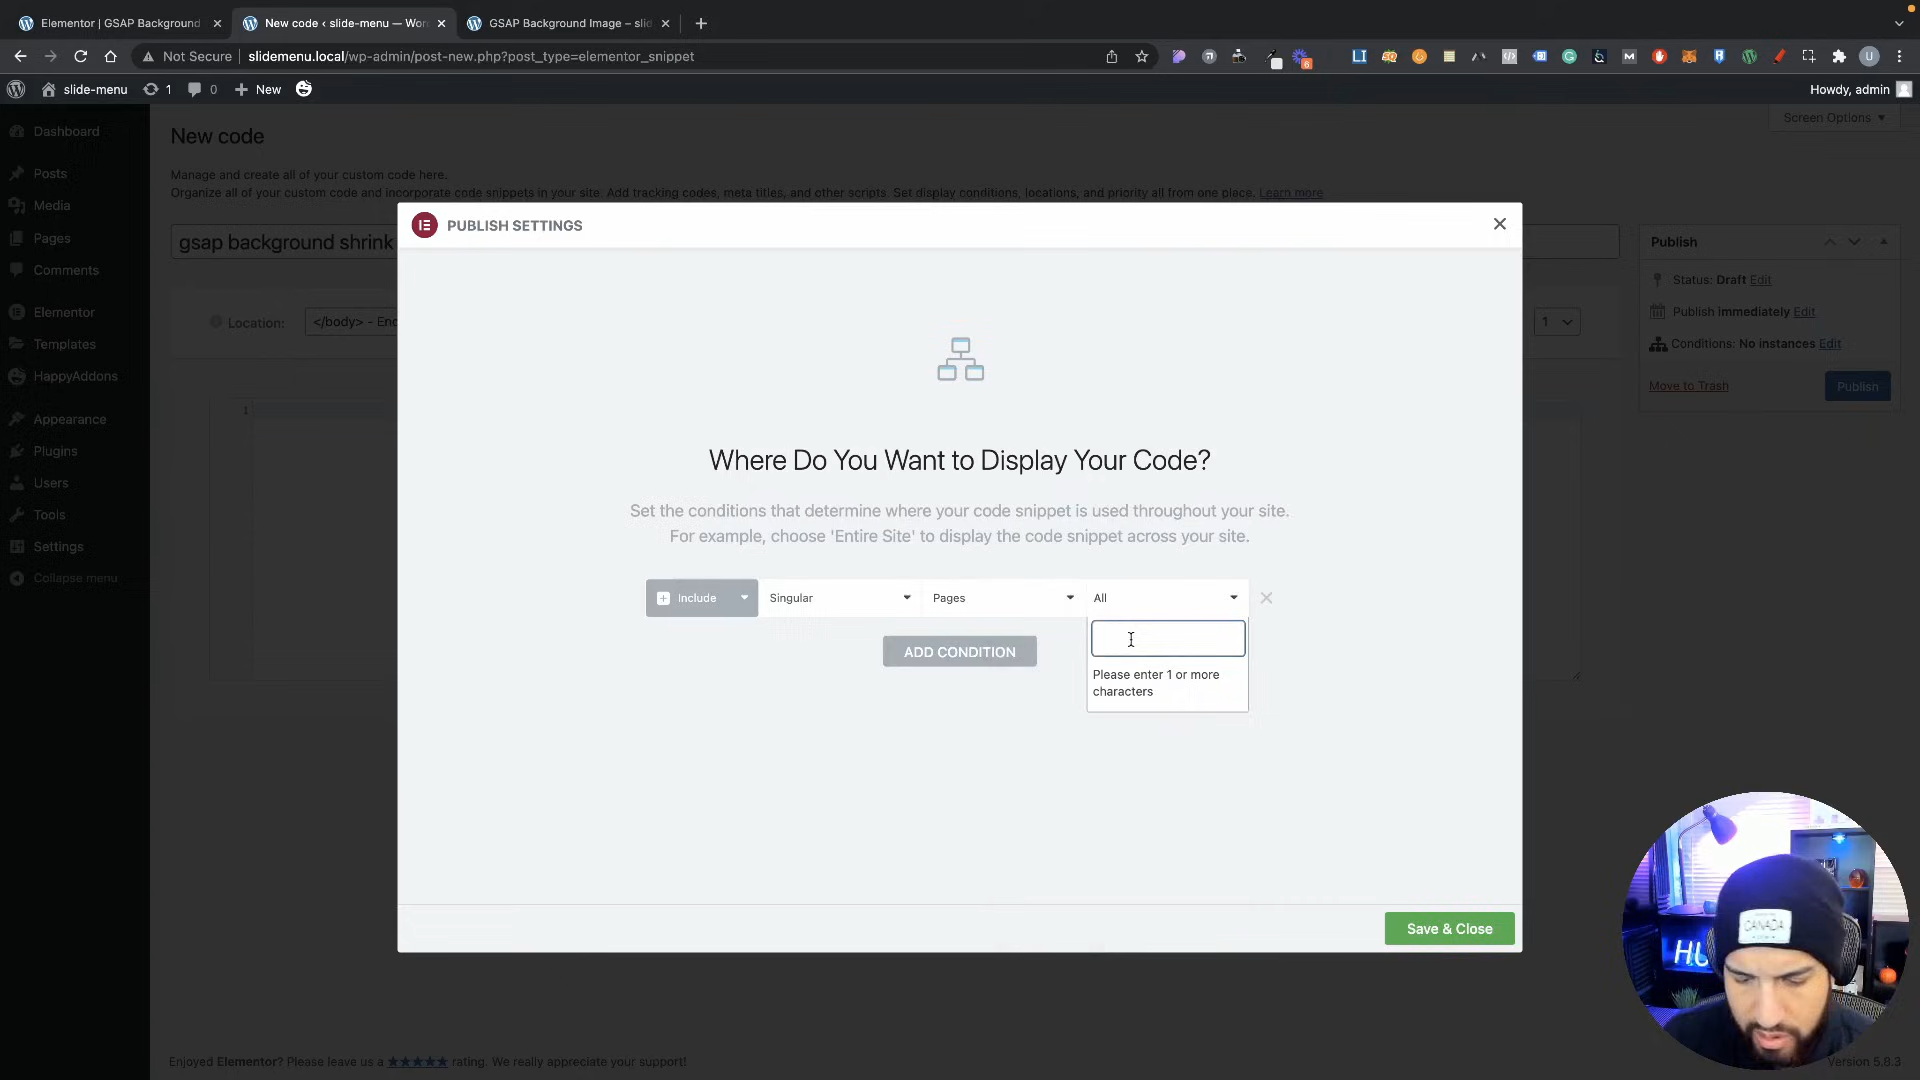 Elementor | GSAP Background
New code ‹ slide-menu — Wor
GSAP Background Image – slid
Not Secure
slidemenu.local/wp-admin/post-new.php?post_type=elementor_snippet
slide-menu
1
0
New
Howdy, admin
Dashboard
Posts
Media
Pages
Comments
Elementor
Templates
HappyAddons
Appearance
Plugins
Users
Tools
Settings
Collapse menu
New code
Screen Options
Manage and create all of your custom code here.
Organize all of your custom code and incorporate code snippets in your site. Add tracking codes, meta titles, and other scripts. Set display conditions, locations, and priority all from one place. Learn more
gsap background shrink
Location:
</body> - End
1
1
Publish
Status: Draft Edit
Publish immediately Edit
Conditions: No instances Edit
Move to Trash
Publish
PUBLISH SETTINGS
Where Do You Want to Display Your Code?
Set the conditions that determine where your code snippet is used throughout your site.
For example, choose 'Entire Site' to display the code snippet across your site.
Include
Singular
Pages
All
ADD CONDITION
Please enter 1 or more
characters
Save & Close
CANADA
HU
Enjoyed Elementor? Please leave us a ★★★★★ rating. We really appreciate your support!
Version 5.8.3